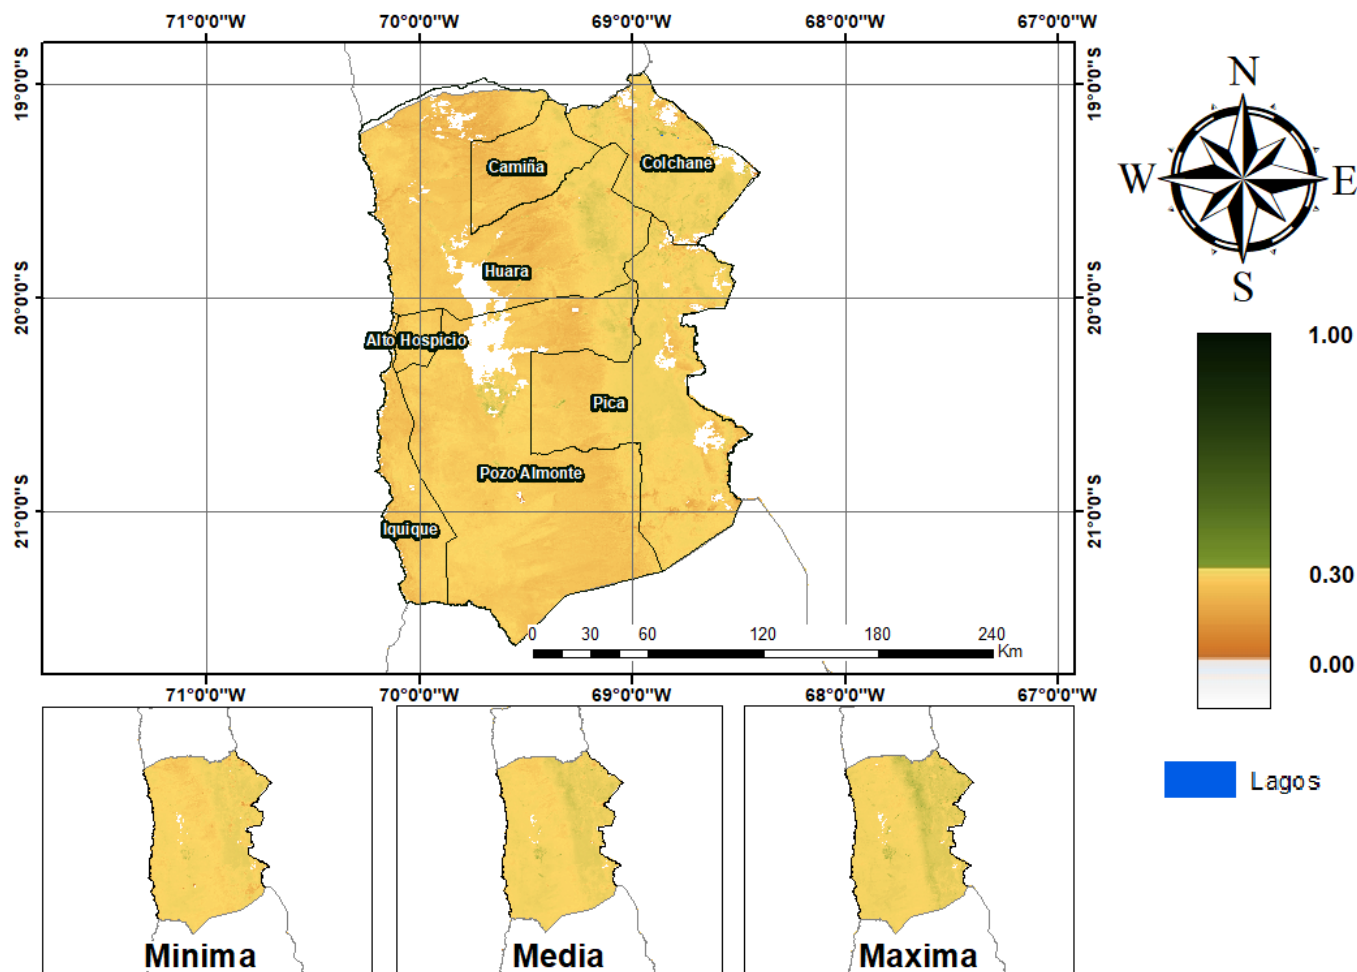 71°0'0"W 70°0'0"W 69°0'0"W 68°0'0"W 67°0'0"W
19°0'0"S
19°0'0"S
20°0'0"S
20°0'0"S
21°0'0"S
21°0'0"S
Camiña
Colchane
Huara
Alto Hospicio
Pica
Pozo Almonte
Iquique
0 30 60 120 180 240
Km
71°0'0"W 70°0'0"W 69°0'0"W 68°0'0"W 67°0'0"W
N
W E
S
1.00
0.30
0.00
Lagos
Minima
Media
Maxima